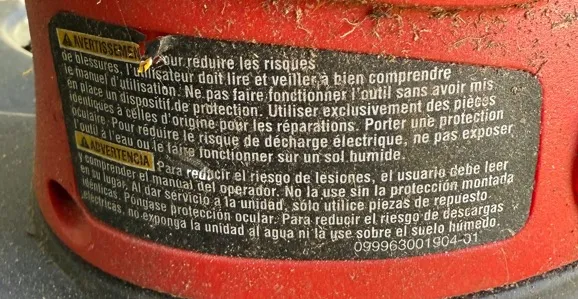 AVERTISSEMEN Pour réduire les risques
de blessures, l'utilisateur doit lire et veiller à bien comprendre
le manuel d'utilisation. Ne pas faire fonctionner l'outil sans avoir mis
en place un dispositif de protection. Utiliser exclusivement des pièces
identiques à celles d'origine pour les réparations. Porter une protection
oculaire. Pour réduire le risque de décharge électrique, ne pas exposer
l'outil à l'eau ou le faire fonctionner sur un sol humide.
ADVERTENCIA Para reducir el riesgo de lesiones, el usuario debe leer
y comprender el manual del operador. No la use sin la protección montada
en su lugar. Al dar servicio a la unidad, sólo utilice piezas de repuesto
idénticas. Póngase protección ocular. Para reducir el riesgo de descargas
eléctricas, no exponga la unidad al agua ni la use sobre el suelo húmedo.
099963001904-01